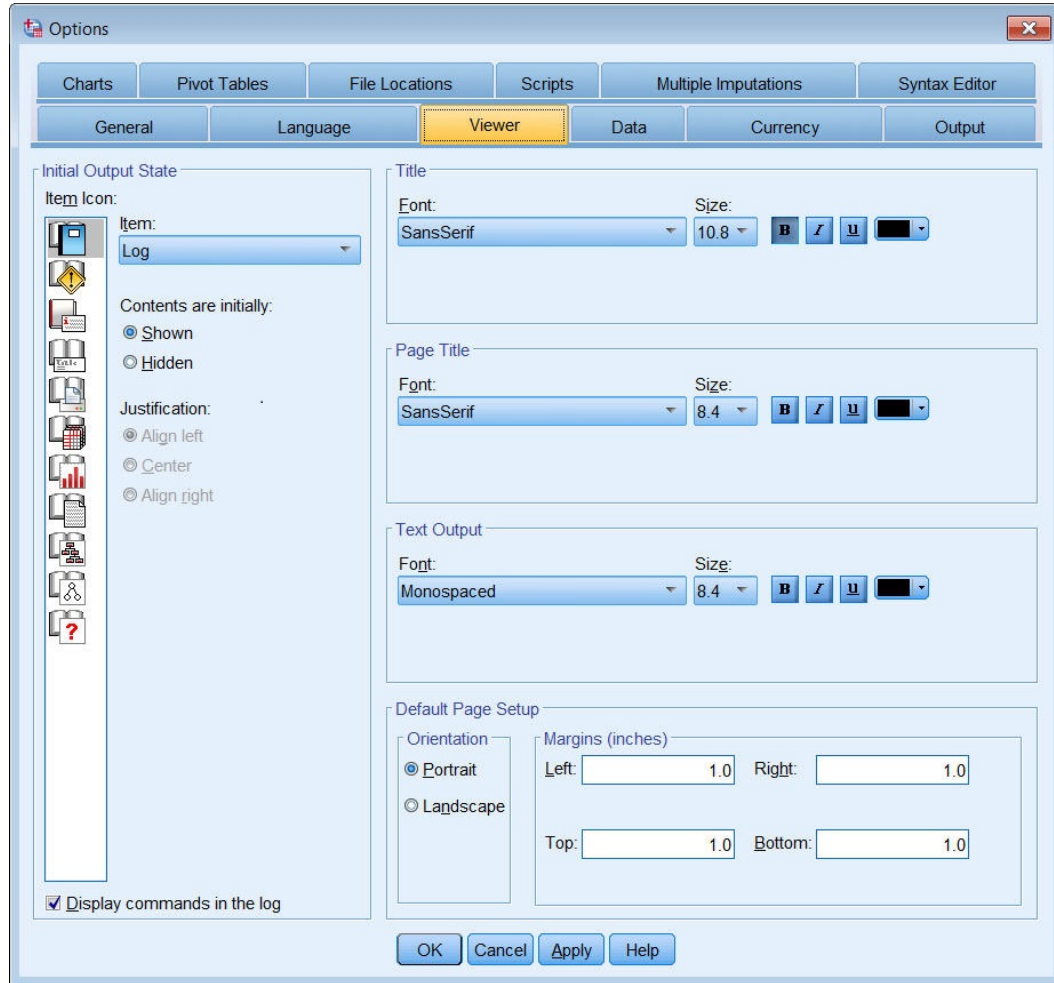 Options
Charts
Pivot Tables
File Locations
Scripts
Multiple Imputations
Syntax Editor
General
Language
Viewer
Data
Currency
Output
Initial Output State
Item Icon:
Item:
Log
Contents are initially:
Shown
Hidden
Justification:
Align left
Center
Align right
Display commands in the log
Title
Font:
Size:
SansSerif
10.8
B
I
U
Page Title
Font:
Size:
SansSerif
8.4
B
I
U
Text Output
Font:
Size:
Monospaced
8.4
B
I
U
Default Page Setup
Orientation
Portrait
Landscape
Margins (inches)
Left: 1.0 Right: 1.0
Top: 1.0 Bottom: 1.0
OK
Cancel
Apply
Help